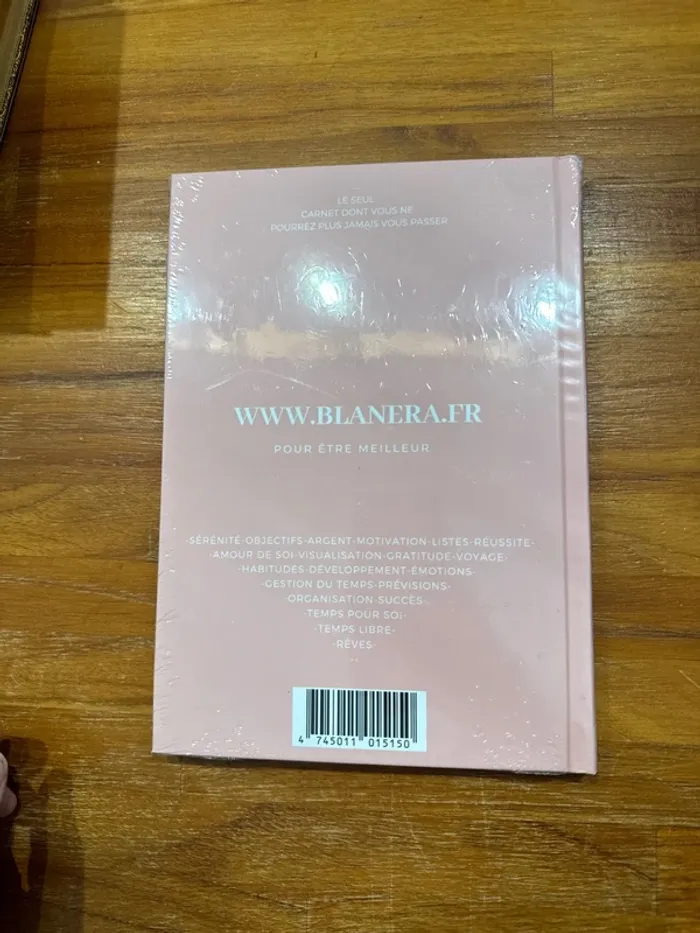 LE SEUL
CARNET DONT VOUS NE
POURREZ PLUS JAMAIS VOUS PASSER
WWW.BLANERA.FR
POUR ÊTRE MEILLEUR
-SÉRÉNITÉ-OBJECTIFS-ARGENT-MOTIVATION-LISTES-RÉUSSITE-
-AMOUR DE SOI-VISUALISATION-GRATITUDE-VOYAGE-
-HABITUDES-DÉVELOPPEMENT-ÉMOTIONS-
-GESTION DU TEMPS-PRÉVISIONS-
-ORGANISATION-SUCCÈS-
-TEMPS POUR SOI-
-TEMPS LIBRE-
-RÊVES-
...
4 745011 015150